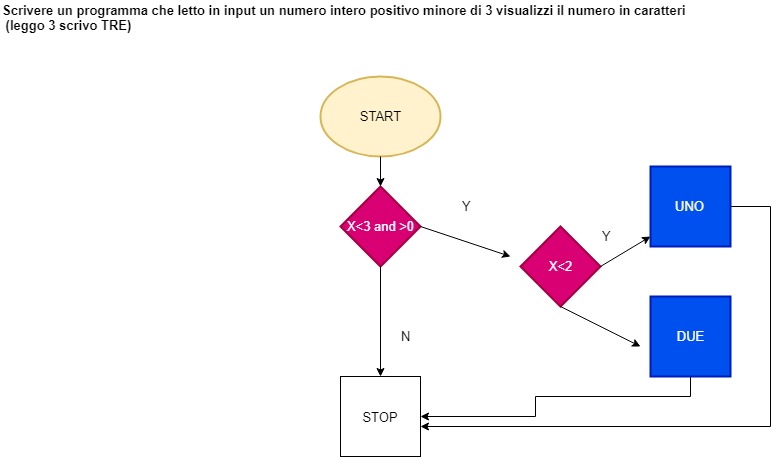 Scrivere un programma che letto in input un numero intero positivo minore di 3 visualizzi il numero in caratteri
(leggo 3 scrivo TRE)
START
X<3 and >0
Y
UNO
Y
X<2
N
DUE
STOP